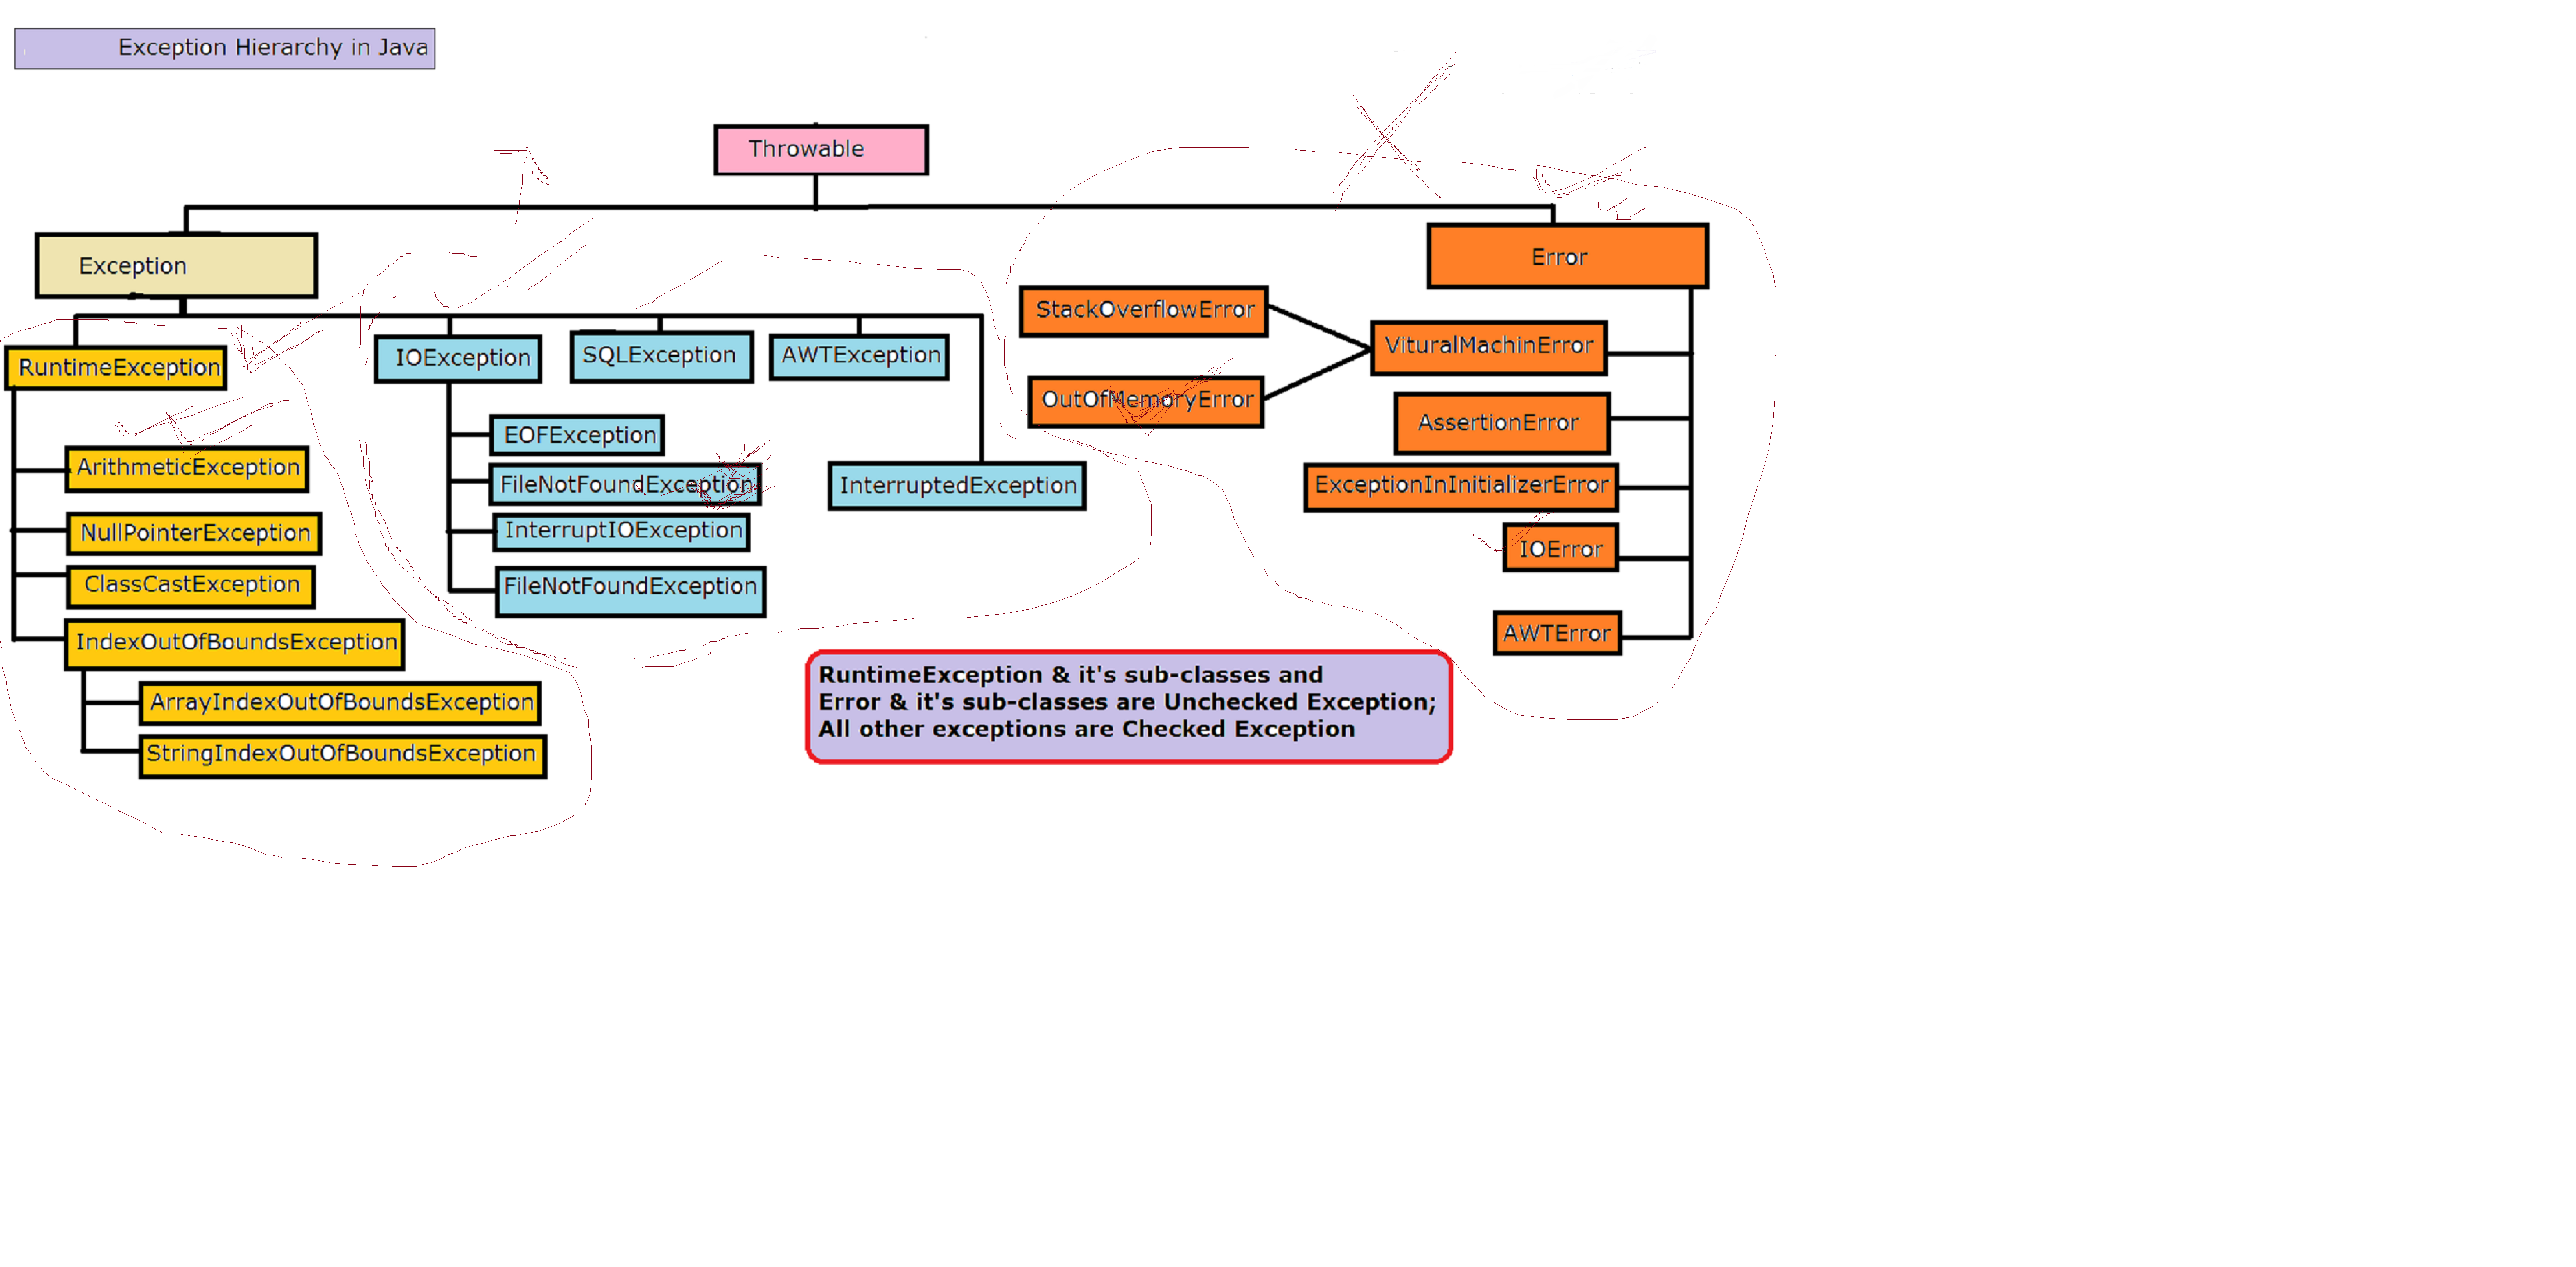 Exception Hierarchy in Java
Throwable
Exception
Error
RuntimeException
IOException
SQLException
AWTException
StackOverflowError
VituralMachinError
OutOfMemoryError
AssertionError
ArithmeticException
EOFException
FileNotFoundException
InterruptedException
ExceptionInInitializerError
NullPointerException
InterruptIOException
IOError
ClassCastException
FileNotFoundException
IndexOutOfBoundsException
AWTError
ArrayIndexOutOfBoundsException
StringIndexOutOfBoundsException
RuntimeException & it's sub-classes and
Error & it's sub-classes are Unchecked Exception;
All other exceptions are Checked Exception